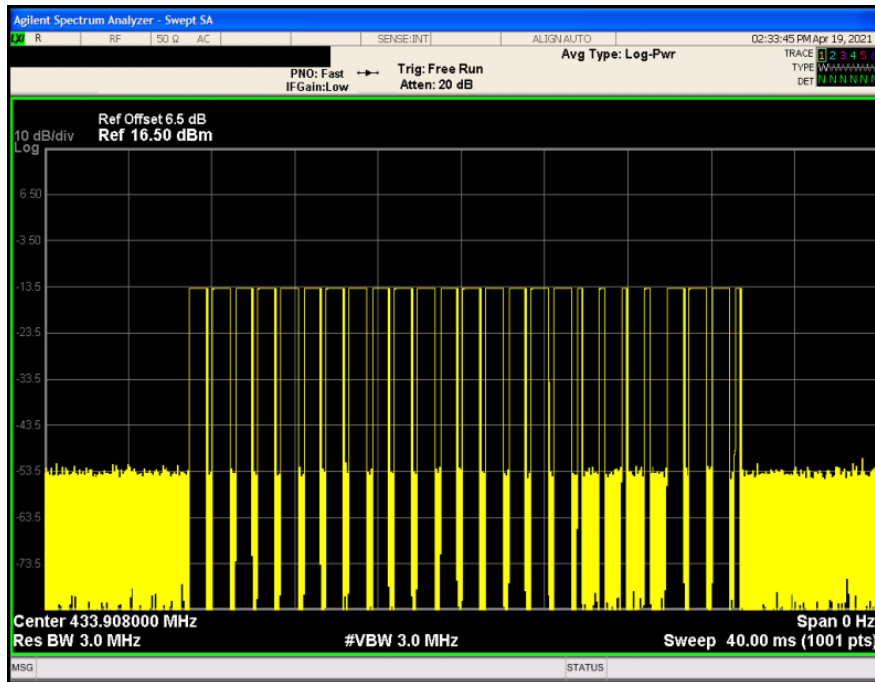 Agilent Spectrum Analyzer - Swept SA
LXI R RF 50 Ω AC SENSE:INT ALIGN AUTO 02:33:45 PM Apr 19, 2021
PNO: Fast Trig: Free Run Avg Type: Log-Pwr TRACE 1 2 3 4 5 6
IFGain:Low Atten: 20 dB TYPE
DET N N N N N N
Ref Offset 6.5 dB
10 dB/div Ref 16.50 dBm
Log
6.50
-3.50
-13.5
-23.5
-33.5
-43.5
-53.5
-63.5
-73.5
Center 433.908000 MHz Span 0 Hz
Res BW 3.0 MHz #VBW 3.0 MHz Sweep 40.00 ms (1001 pts)
MSG STATUS